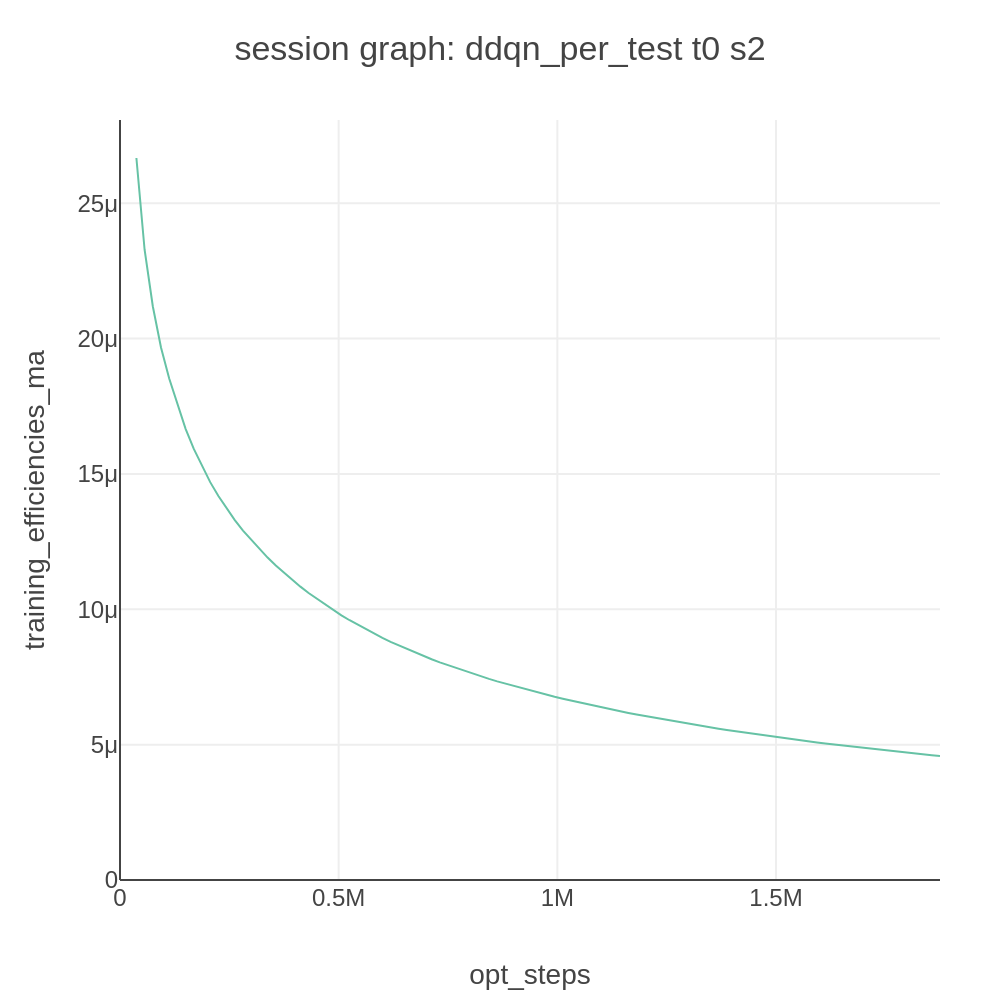 session graph: ddqn_per_test t0 s2
training_efficiencies_ma
25μ
20μ
15μ
10μ
5μ
0
0
0.5M
1M
1.5M
opt_steps